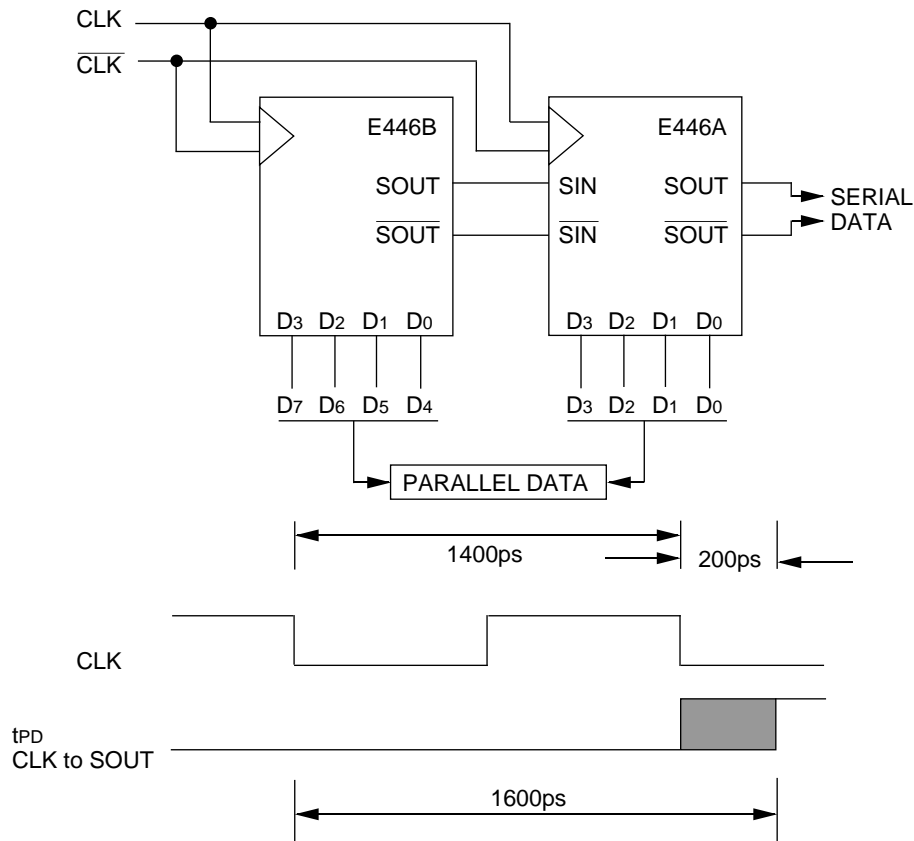 CLK
CLK
E446B
E446A
SOUT
SIN
SOUT
SERIAL
DATA
SOUT
SIN
SOUT
D3 D2 D1 D0
D3 D2 D1 D0
D7 D6 D5 D4
D3 D2 D1 D0
PARALLEL DATA
1400ps
200ps
CLK
tPD
CLK to SOUT
1600ps